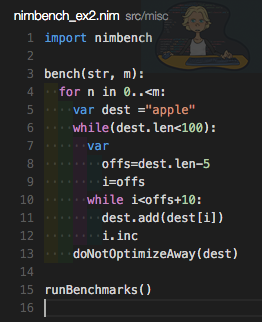 nimbench_ex2.nim src/misc
1 import nimbench
2
3 bench(str, m):
4 for n in 0..<m:
5 var dest ="apple"
6 while(dest.len<100):
7 var
8 offs=dest.len-5
9 i=offs
10 while i<offs+10:
11 dest.add(dest[i])
12 i.inc
13 doNotOptimizeAway(dest)
14
15 runBenchmarks()
16